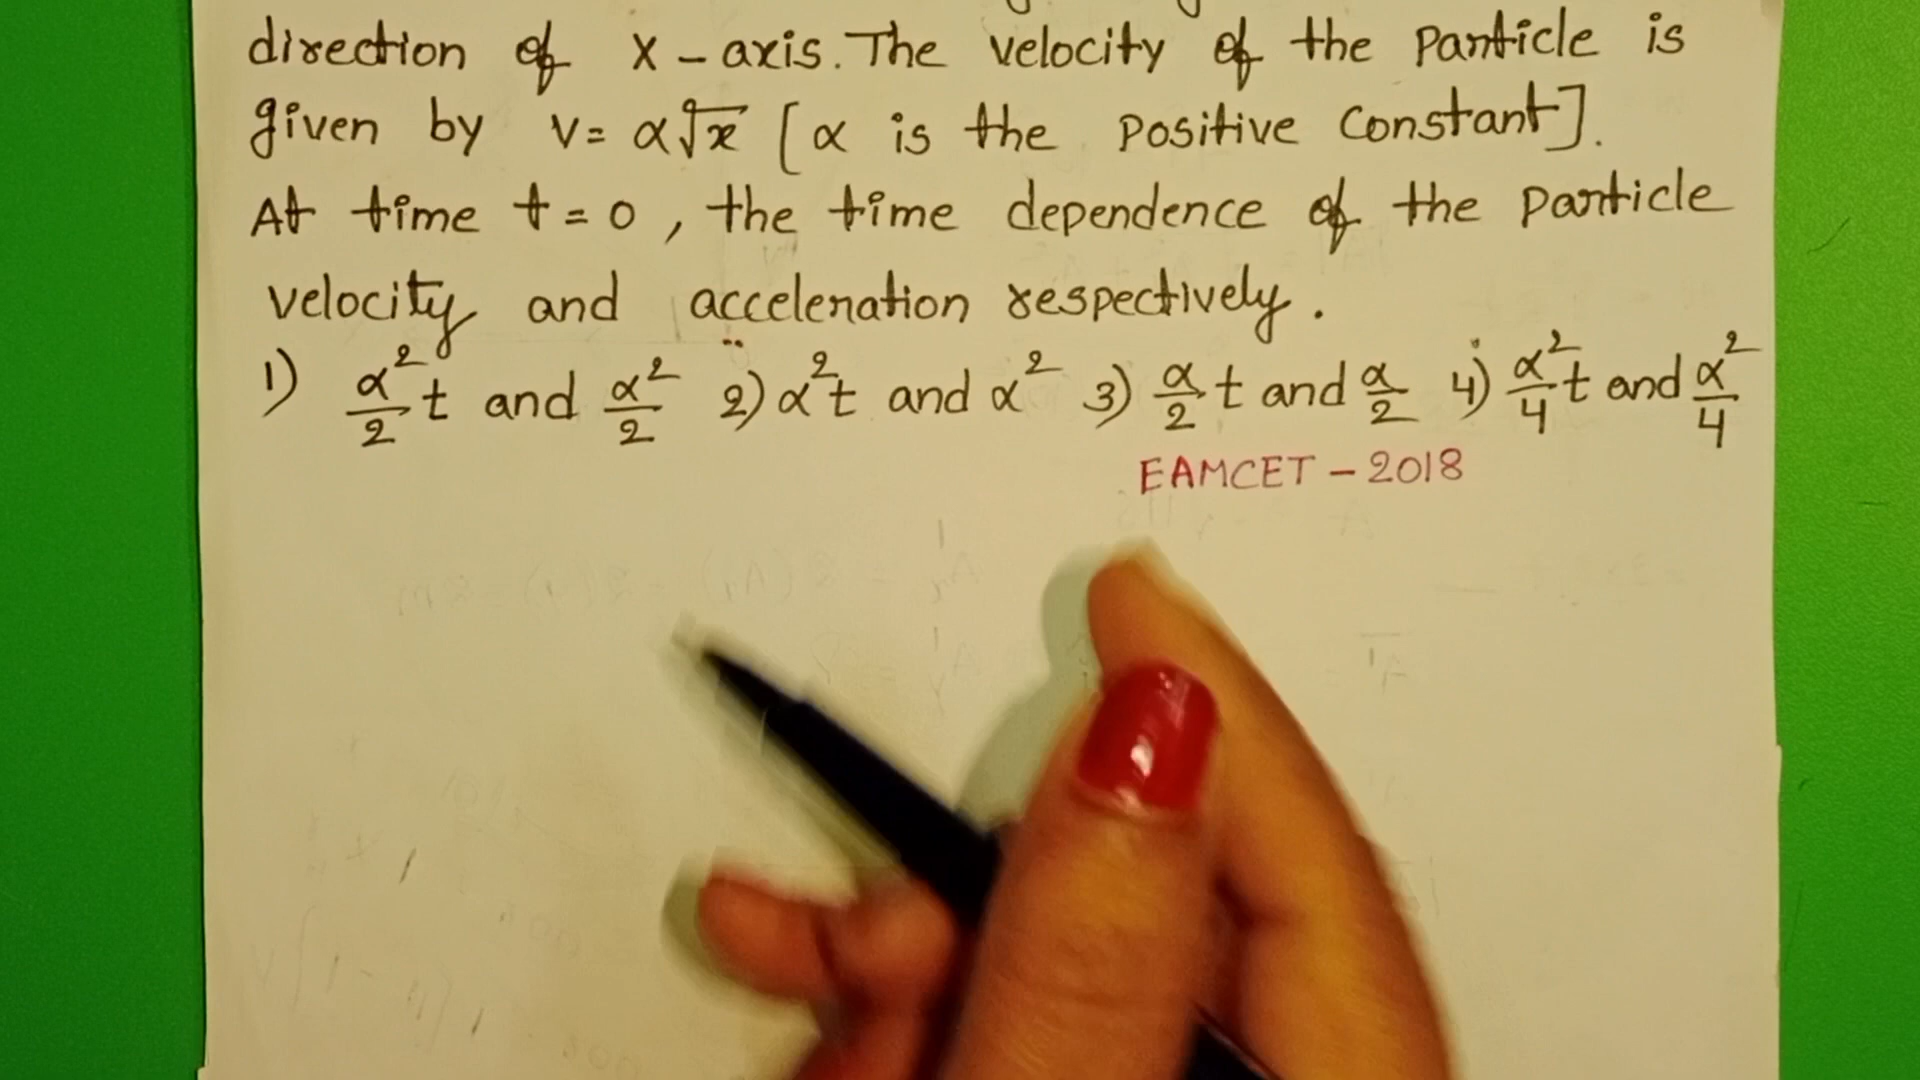 direction of x-axis. The velocity of the particle is
given by v = α√x [α is the positive constant].
At time t = 0, the time dependence of the particle
velocity and acceleration respectively.
1) α²/2 t and α²/2 2) α²t and α² 3) α/2 t and α/2 4) α²/4 t and α²/4
EAMCET - 2018